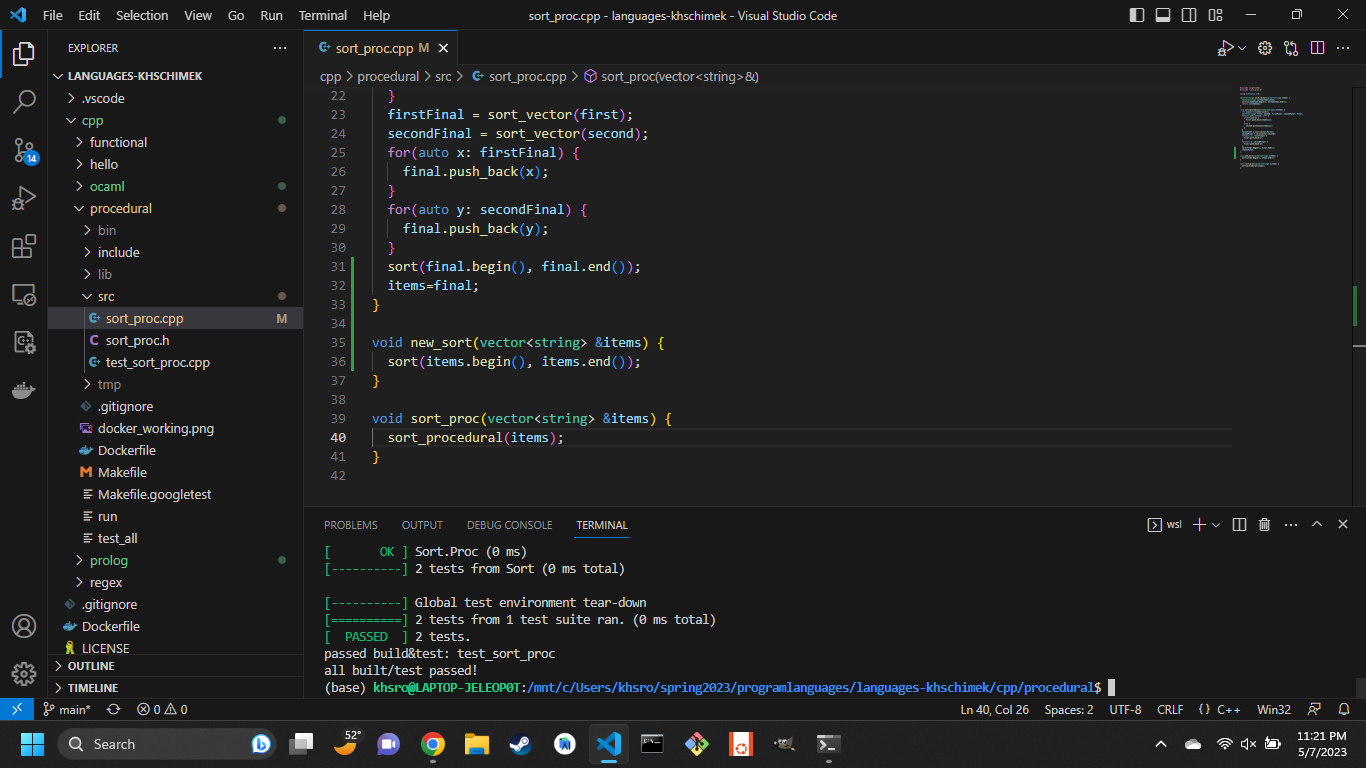 File Edit Selection View Go Run Terminal Help sort_proc.cpp - languages-khschimek - Visual Studio Code
EXPLORER
LANGUAGES-KHSCHIMEK
.vscode
cpp
functional
hello
ocaml
procedural
bin
include
lib
src
sort_proc.cpp M
sort_proc.h
test_sort_proc.cpp
tmp
.gitignore
docker_working.png
Dockerfile
Makefile
Makefile.googletest
run
test_all
prolog
regex
.gitignore
Dockerfile
LICENSE
OUTLINE
TIMELINE
14
sort_proc.cpp M
cpp > procedural > src > sort_proc.cpp > sort_proc(vector<string>&)
22 }
23 firstFinal = sort_vector(first);
24 secondFinal = sort_vector(second);
25 for(auto x: firstFinal) {
26 final.push_back(x);
27 }
28 for(auto y: secondFinal) {
29 final.push_back(y);
30 }
31 sort(final.begin(), final.end());
32 items=final;
33 }
34
35 void new_sort(vector<string> &items) {
36 sort(items.begin(), items.end());
37 }
38
39 void sort_proc(vector<string> &items) {
40 sort_procedural(items);
41 }
42
PROBLEMS OUTPUT DEBUG CONSOLE TERMINAL wsl
[       OK ] Sort.Proc (0 ms)
[----------] 2 tests from Sort (0 ms total)
[----------] Global test environment tear-down
[==========] 2 tests from 1 test suite ran. (0 ms total)
[  PASSED  ] 2 tests.
passed build&test: test_sort_proc
all built/test passed!
(base) khsro@LAPTOP-JELEOP0T:/mnt/c/Users/khsro/spring2023/programlanguages/languages-khschimek/cpp/procedural$
main* 0 0 Ln 40, Col 26 Spaces: 2 UTF-8 CRLF {} C++ Win32
Search 52° 11:21 PM
5/7/2023